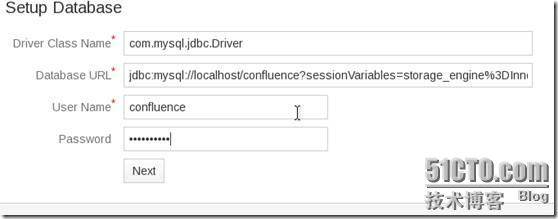 Setup Database
Driver Class Name* com.mysql.jdbc.Driver
Database URL* jdbc:mysql://localhost/confluence?sessionVariables=storage_engine%3DInn
User Name* confluence
Password ••••••••••
Next
51CTO.com
技术博客 Blog